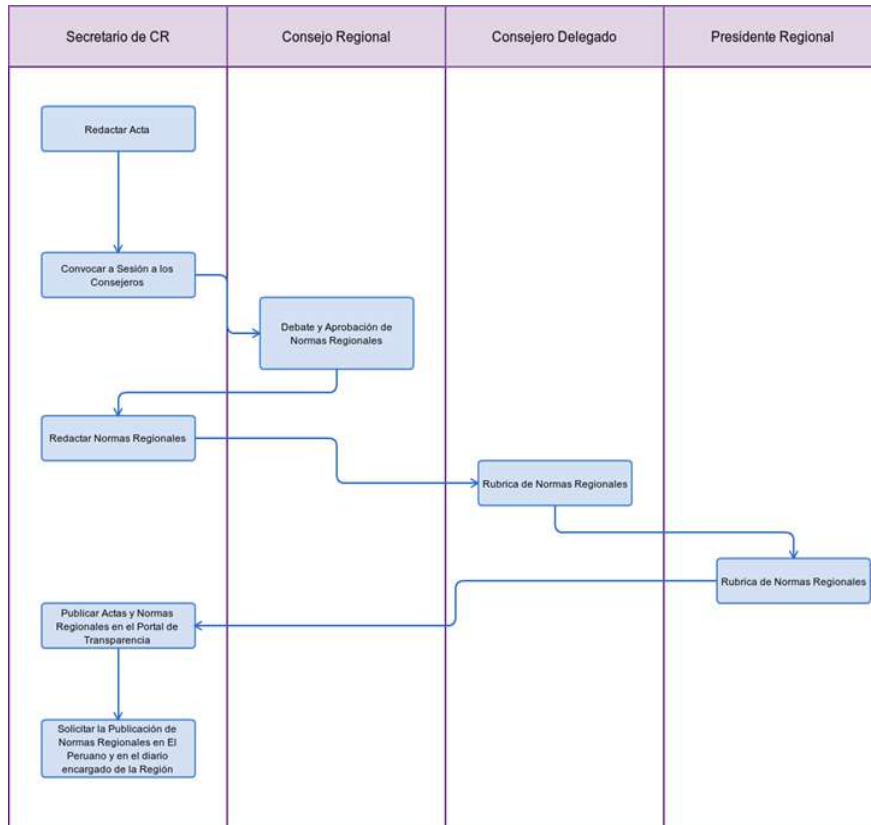 Secretario de CR
Consejo Regional
Consejero Delegado
Presidente Regional
Redactar Acta
Convocar a Sesión a los
Consejeros
Debate y Aprobación de
Normas Regionales
Redactar Normas Regionales
Rubrica de Normas Regionales
Rubrica de Normas Regionales
Publicar Actas y Normas
Regionales en el Portal de
Transparencia
Solicitar la Publicación de
Normas Regionales en El
Peruano y en el diario
encargado de la Región